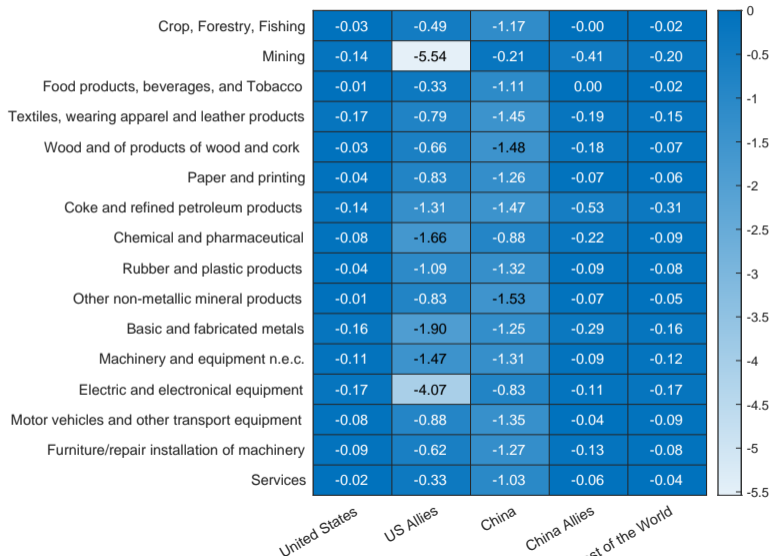 Crop, Forestry, Fishing -0.03 -0.49 -1.17 -0.00 -0.02
Mining -0.14 -5.54 -0.21 -0.41 -0.20
Food products, beverages, and Tobacco -0.01 -0.33 -1.11 0.00 -0.02
Textiles, wearing apparel and leather products -0.17 -0.79 -1.45 -0.19 -0.15
Wood and of products of wood and cork -0.03 -0.66 -1.48 -0.18 -0.07
Paper and printing -0.04 -0.83 -1.26 -0.07 -0.06
Coke and refined petroleum products -0.14 -1.31 -1.47 -0.53 -0.31
Chemical and pharmaceutical -0.08 -1.66 -0.88 -0.22 -0.09
Rubber and plastic products -0.04 -1.09 -1.32 -0.09 -0.08
Other non-metallic mineral products -0.01 -0.83 -1.53 -0.07 -0.05
Basic and fabricated metals -0.16 -1.90 -1.25 -0.29 -0.16
Machinery and equipment n.e.c. -0.11 -1.47 -1.31 -0.09 -0.12
Electric and electronical equipment -0.17 -4.07 -0.83 -0.11 -0.17
Motor vehicles and other transport equipment -0.08 -0.88 -1.35 -0.04 -0.09
Furniture/repair installation of machinery -0.09 -0.62 -1.27 -0.13 -0.08
Services -0.02 -0.33 -1.03 -0.06 -0.04
United States US Allies China China Allies st of the World
0
-0.5
-1
-1.5
-2
-2.5
-3
-3.5
-4
-4.5
-5
-5.5